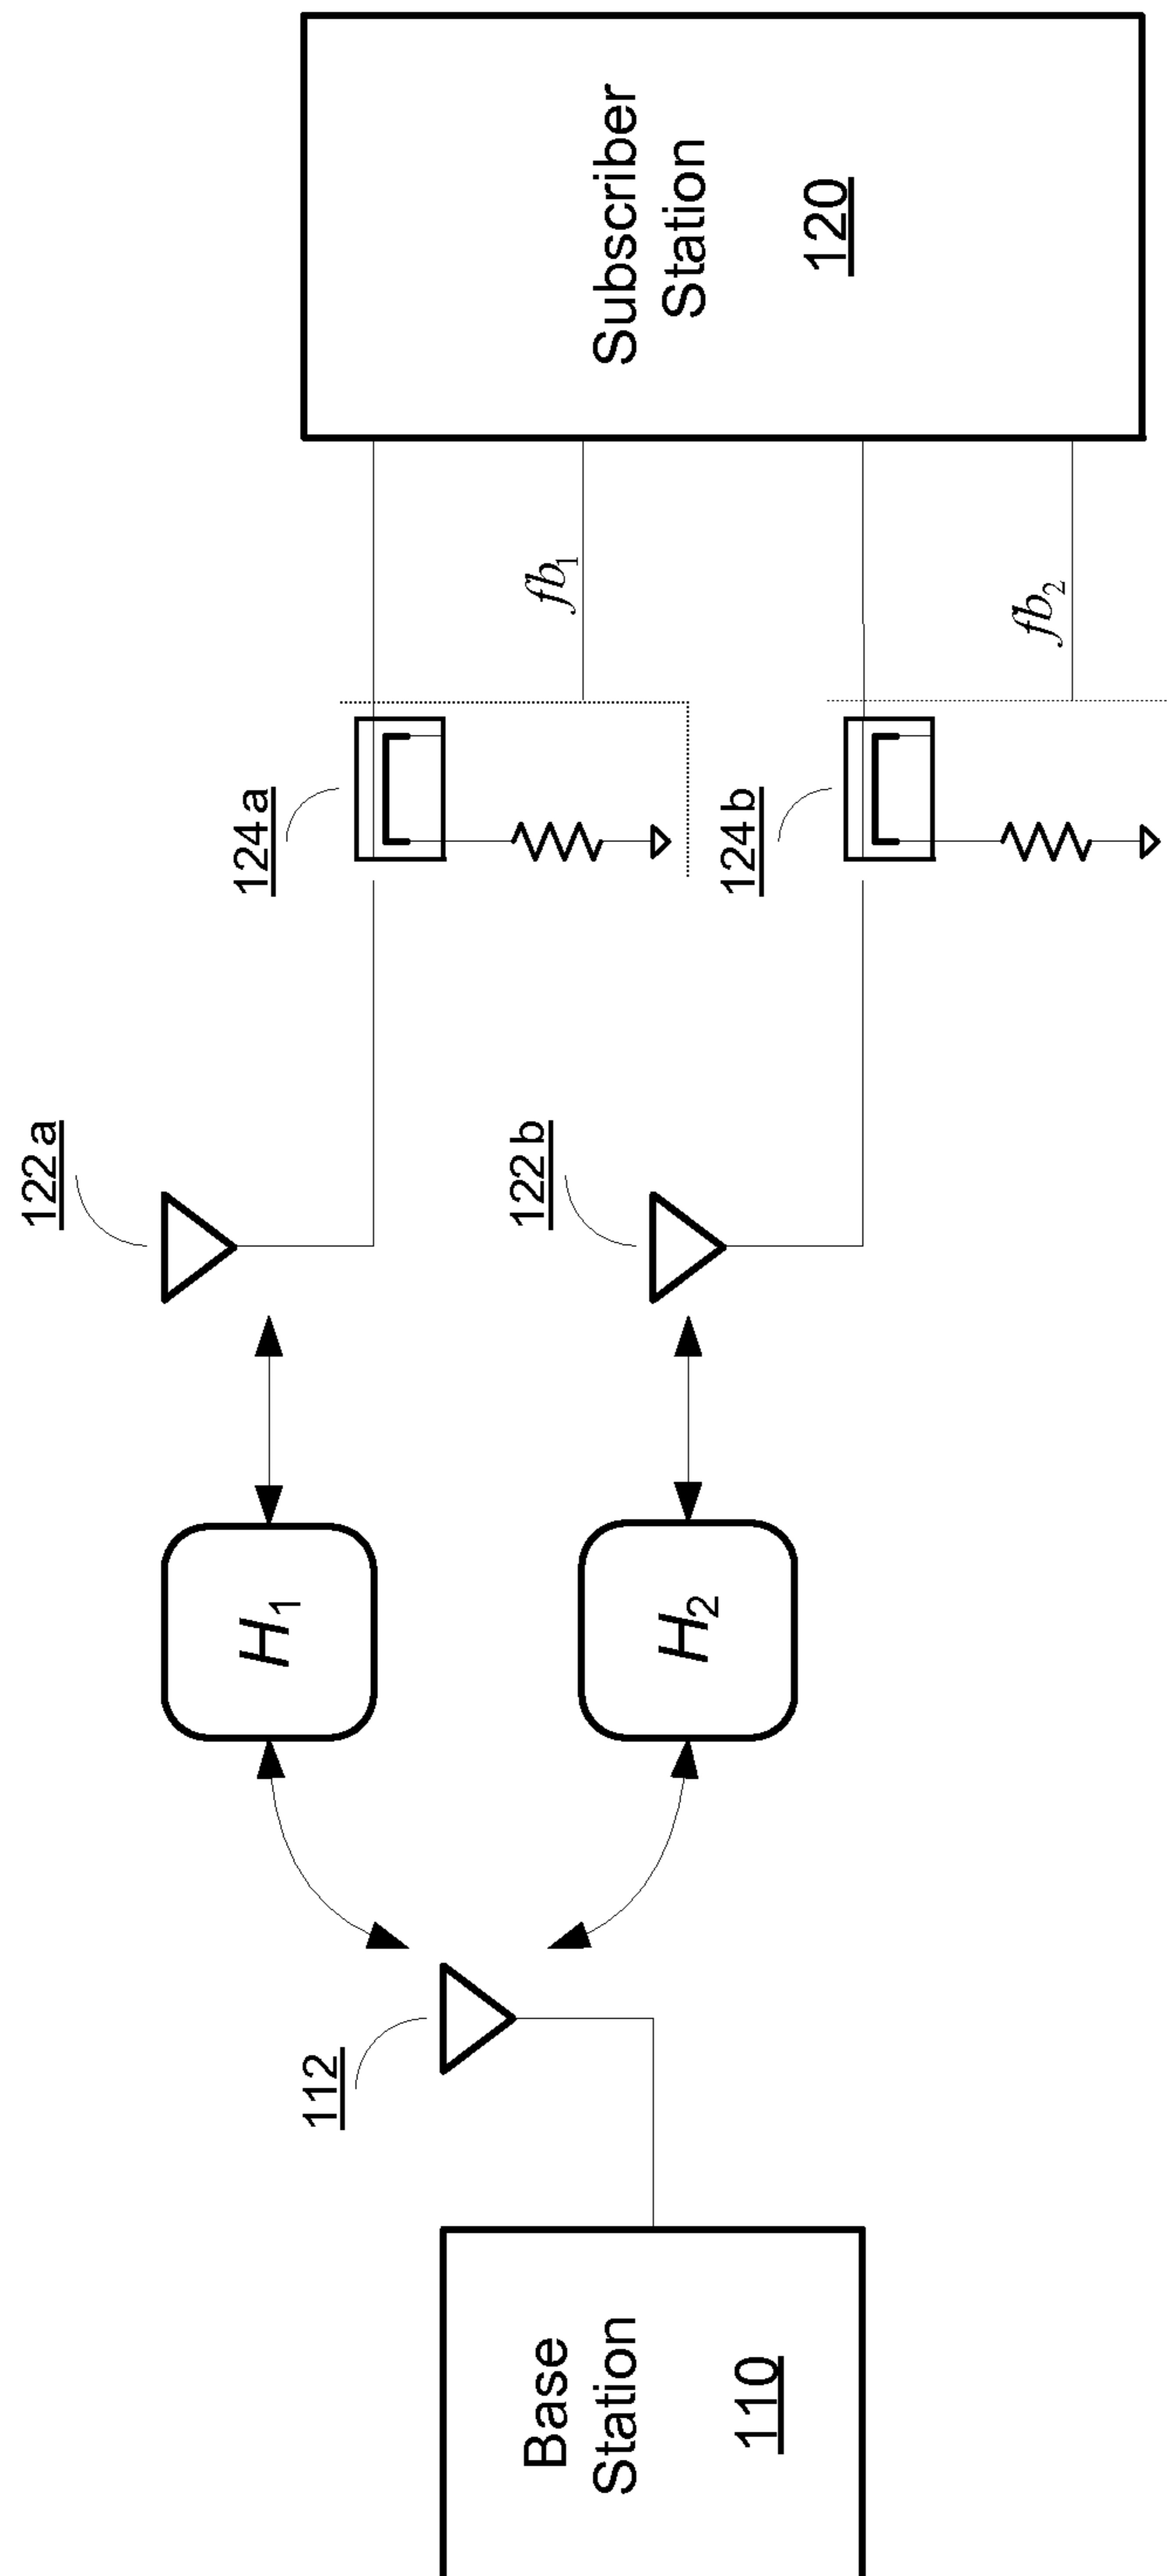 Base
Station
110
112
H1
H2
122a
122b
124a
124b
fb1
fb2
Subscriber
Station
120